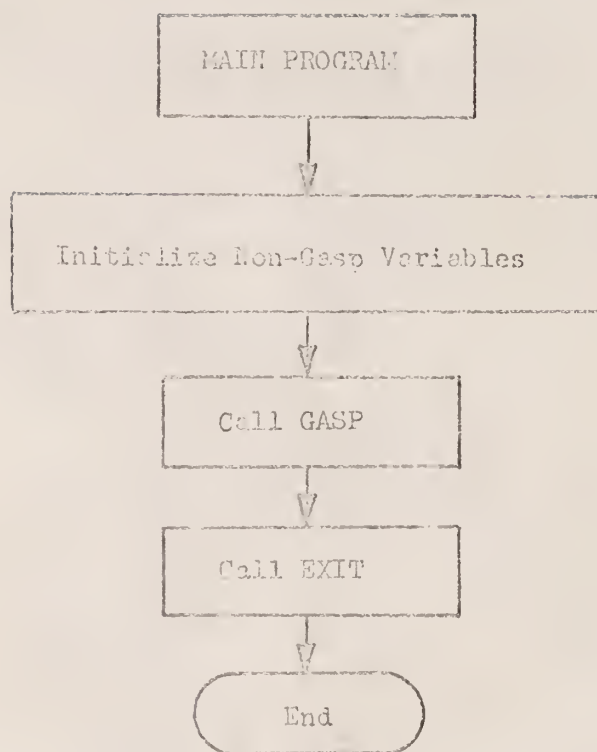 MAIN PROGRAM
Initialize Non-Gasp Variables
Call GASP
Call EXIT
End